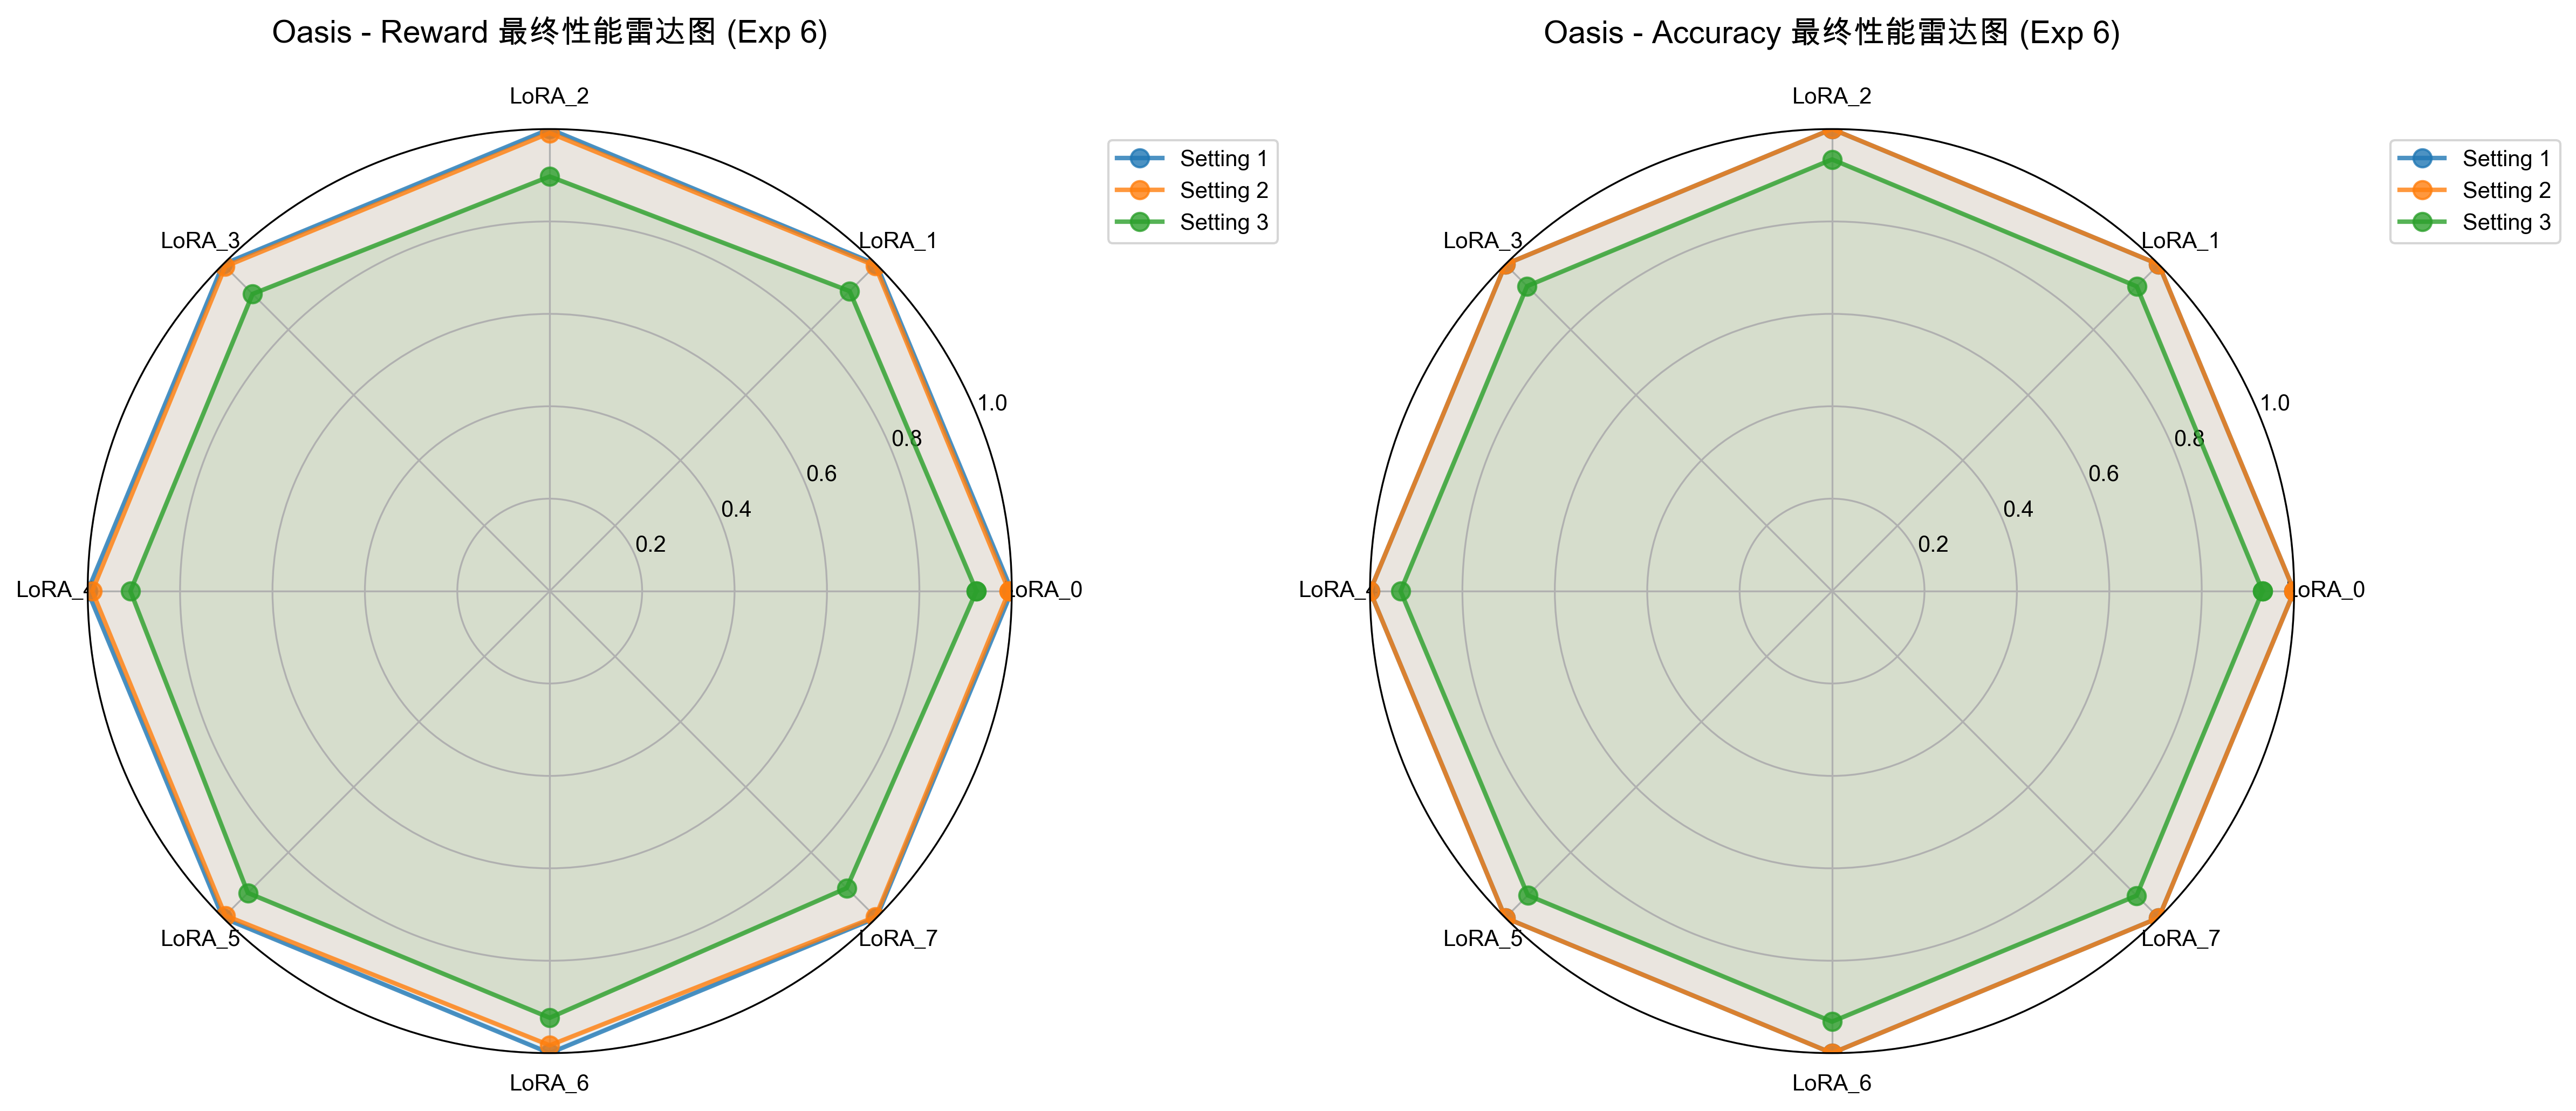 Oasis - Reward 最终性能雷达图 (Exp 6)
LoRA_2
LoRA_3
LoRA_1
1.0
0.8
0.6
0.4
0.2
LoRA_4
LoRA_0
LoRA_5
LoRA_7
LoRA_6
Setting 1
Setting 2
Setting 3
Oasis - Accuracy 最终性能雷达图 (Exp 6)
LoRA_2
LoRA_3
LoRA_1
1.0
0.8
0.6
0.4
0.2
LoRA_4
LoRA_0
LoRA_5
LoRA_7
LoRA_6
Setting 1
Setting 2
Setting 3